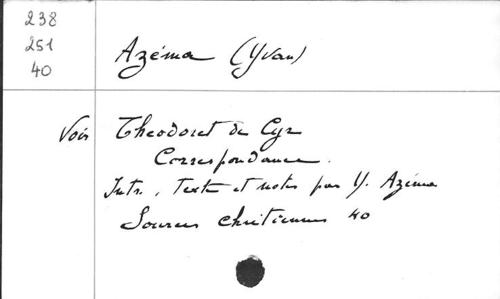 238
251
40
Azéma (Yvan)
Voir Theodoret de Cyr
Correspondance.
Intr., Texte et notes par Y. Azéma
Sources chrétiennes 40